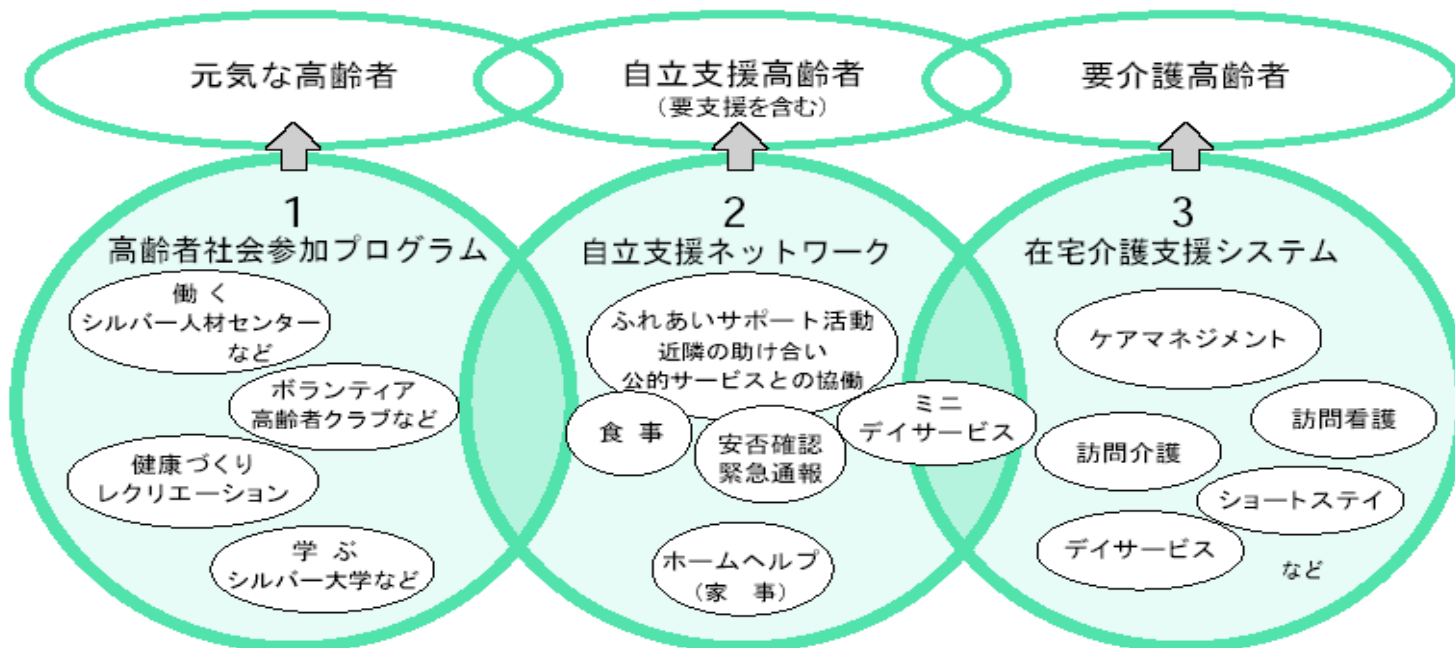 元気な高齢者
自立支援高齢者
（要支援を含む）
要介護高齢者
1
高齢者社会参加プログラム
働 く
シルバー人材センター
など
ボランティア
高齢者クラブなど
健康づくり
レクリエーション
学 ぶ
シルバー大学など
2
自立支援ネットワーク
ふれあいサポート活動
近隣の助け合い
公的サービスとの協働
食 事
安否確認
緊急通報
ミニ
デイサービス
ホームヘルプ
（家 事）
3
在宅介護支援システム
ケアマネジメント
訪問看護
訪問介護
ショートステイ
デイサービス
など